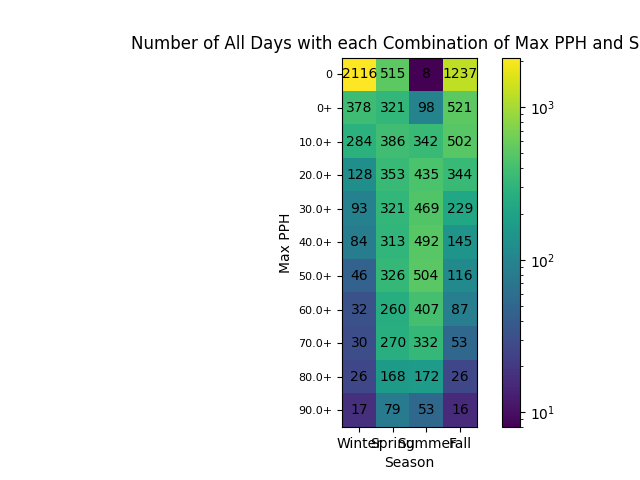 Number of All Days with each Combination of Max PPH and S
0 2116 515 8 1237
0+ 378 321 98 521
10.0+ 284 386 342 502
20.0+ 128 353 435 344
30.0+ 93 321 469 229
40.0+ 84 313 492 145
50.0+ 46 326 504 116
60.0+ 32 260 407 87
70.0+ 30 270 332 53
80.0+ 26 168 172 26
90.0+ 17 79 53 16
Winter Spring Summer Fall
Season
Max PPH
10³
10²
10¹